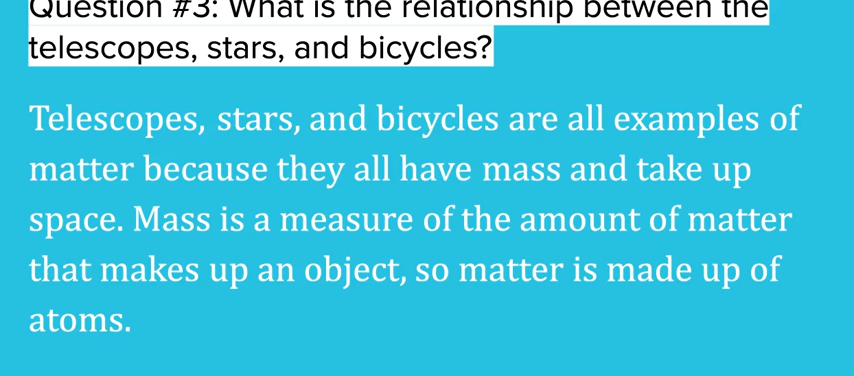 Question #3: What is the relationship between the
telescopes, stars, and bicycles?
Telescopes, stars, and bicycles are all examples of
matter because they all have mass and take up
space. Mass is a measure of the amount of matter
that makes up an object, so matter is made up of
atoms.